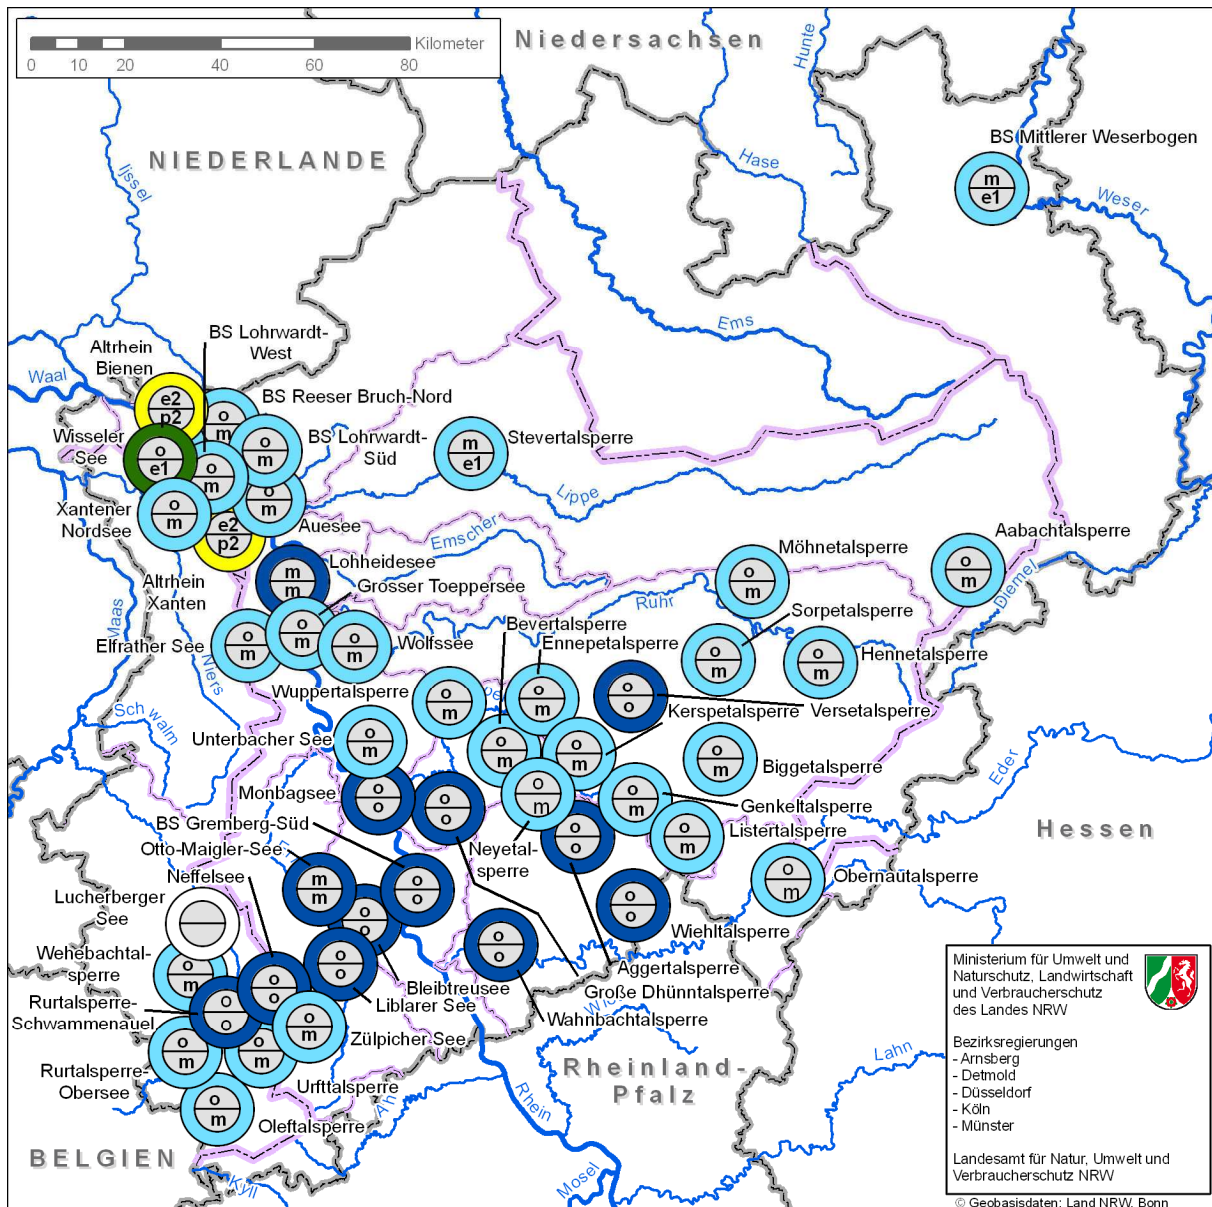 Kilometer
0 10 20 40 60 80
Niedersachsen
Hunte
BS Mittlerer Weserbogen
NIEDERLANDE
Ijssel
Hase
m
e1
Weser
Ems
BS Lohrwardt-
West
Altrhein
Bienen
Waal
BS Reeser Bruch-Nord
e2
p2
o
m
Wisseler
See
o
e1
o
m
BS Lohrwardt-
Süd
m
e1
Stevertalsperre
o
m
Lippe
Xantener
Nordsee
o
m
o
m
Auesee
e2
p2
Emscher
Aabachtalsperre
o
m
Möhnetalsperre
o
m
Lohheidesee
m
m
Grosser Toeppersee
Altrhein
Xanten
Diemel
Ruhr
Sorpetalsperre
Bevertalsperre
Ennepetalsperre
Maas
Elfrather See
o
m
o
m
o
m
Wolfssee
o
m
o
m
Hennetalsperre
Niers
Wuppertalsperre
o
m
o
m
o
o
Kerspetalsperre
Versetalsperre
Schwalm
Unterbacher See
o
m
o
m
o
m
o
m
Biggetalsperre
Eder
Monbagsee
o
o
o
o
o
m
o
m
Genkeltalsperre
BS Gremberg-Süd
Otto-Maigler-See
Neyetal-
sperre
o
o
o
m
Listertalsperre
Hessen
Neffelsee
m
m
o
o
o
m
Obernautalsperre
Lucherberger
See
o
o
o
o
Wiehltalsperre
Wehebachtal-
sperre
o
m
o
o
o
o
o
o
Bleibtreusee
Liblarer See
Aggertalsperre
Große Dhünntalsperre
Wahnbachtalsperre
Rurtalsperre-
Schwammenauel
o
o
o
m
Zülpicher See
Rurtalsperre-
Obersee
o
m
o
m
Urfttalsperre
o
m
Oleftalsperre
Ahr
Rhein
Rheinland-
Pfalz
Lahn
Mosel
BELGIEN
Kyll
Ministerium für Umwelt und
Naturschutz, Landwirtschaft
und Verbraucherschutz
des Landes NRW
Bezirksregierungen
- Arnsberg
- Detmold
- Düsseldorf
- Köln
- Münster
Landesamt für Natur, Umwelt und
Verbraucherschutz NRW
© Geobasisdaten: Land NRW, Bonn